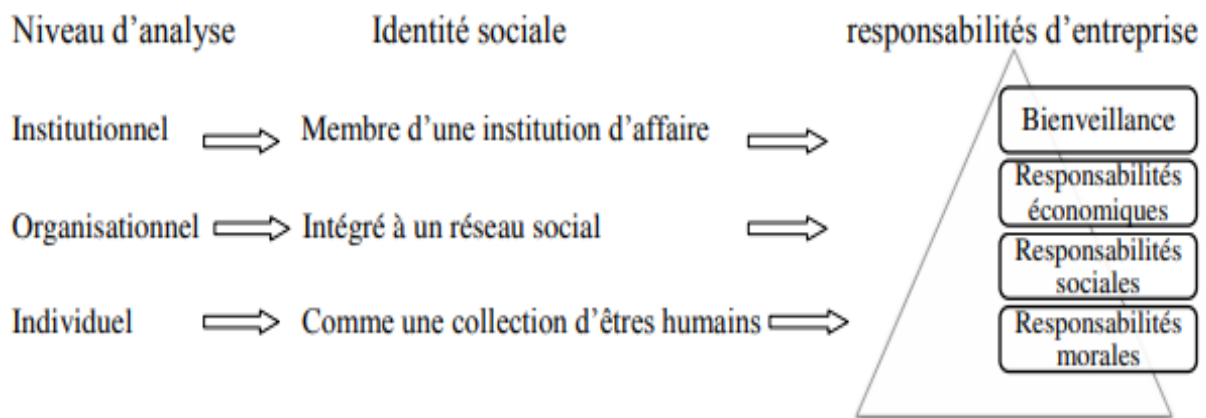 Niveau d'analyse Identité sociale responsabilités d'entreprise
Institutionnel Membre d'une institution d'affaire
Bienveillance
Organisationnel Intégré à un réseau social
Responsabilités
économiques
Responsabilités
sociales
Individuel Comme une collection d'êtres humains
Responsabilités
morales